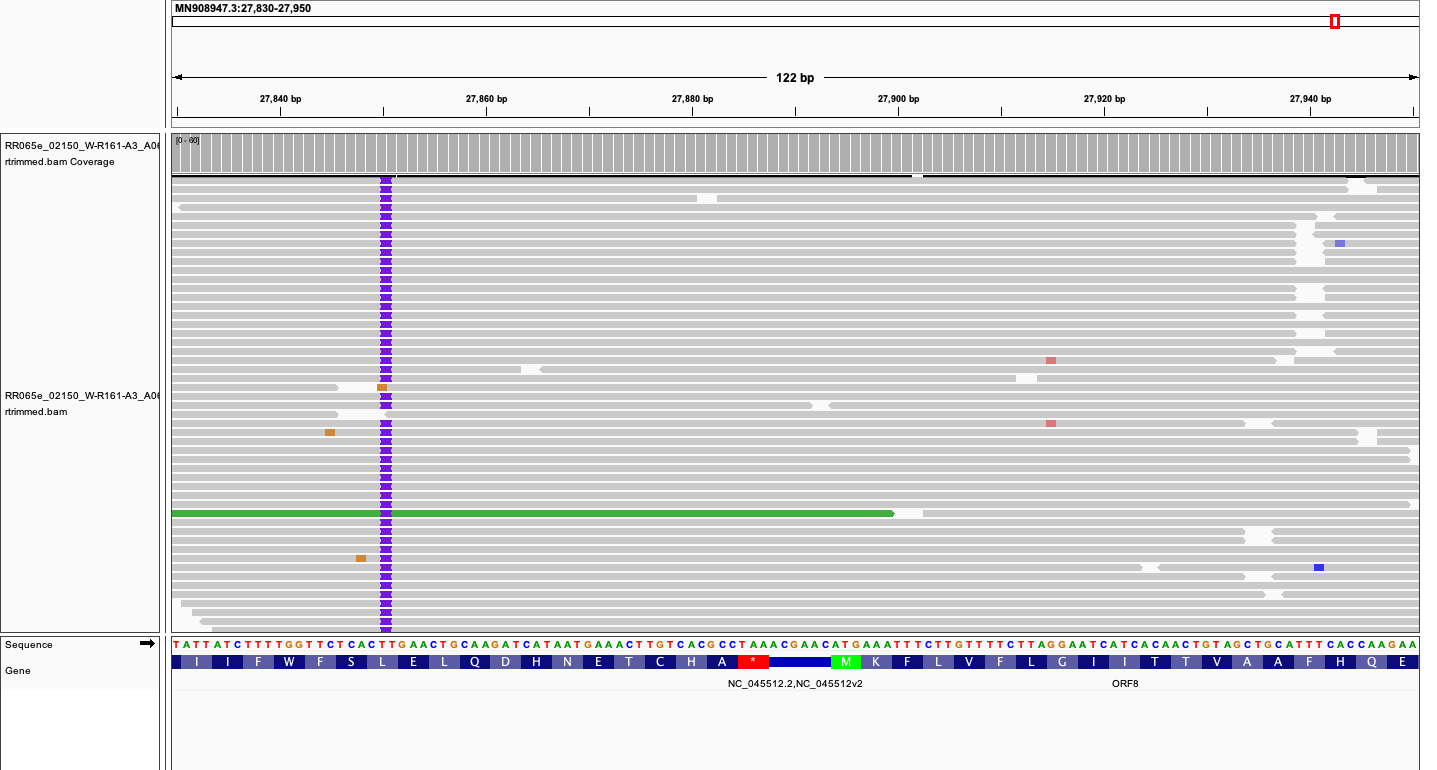 MN908947.3:27,830-27,950
122 bp
27,840 bp 27,860 bp 27,880 bp 27,900 bp 27,920 bp 27,940 bp
RR065e_02150_W-R161-A3_A0
rtrimmed.bam Coverage
[0 - 60]
RR065e_02150_W-R161-A3_A0
rtrimmed.bam
Sequence
TATTATCTTTTGGTTCTCACTTGAACTGCAAGATCATAATGAAACTTGTCACGCCTAAACGAACATGAAATTTCTTGTTTTCTTAGGAATCATCACAACTGTAGCTGCATTTCACCAAGAA
Gene
I I F W F S L E L Q D H N E T C H A * M K F L V F L G I I T T V A A F H Q E
NC_045512.2,NC_045512v2 ORF8